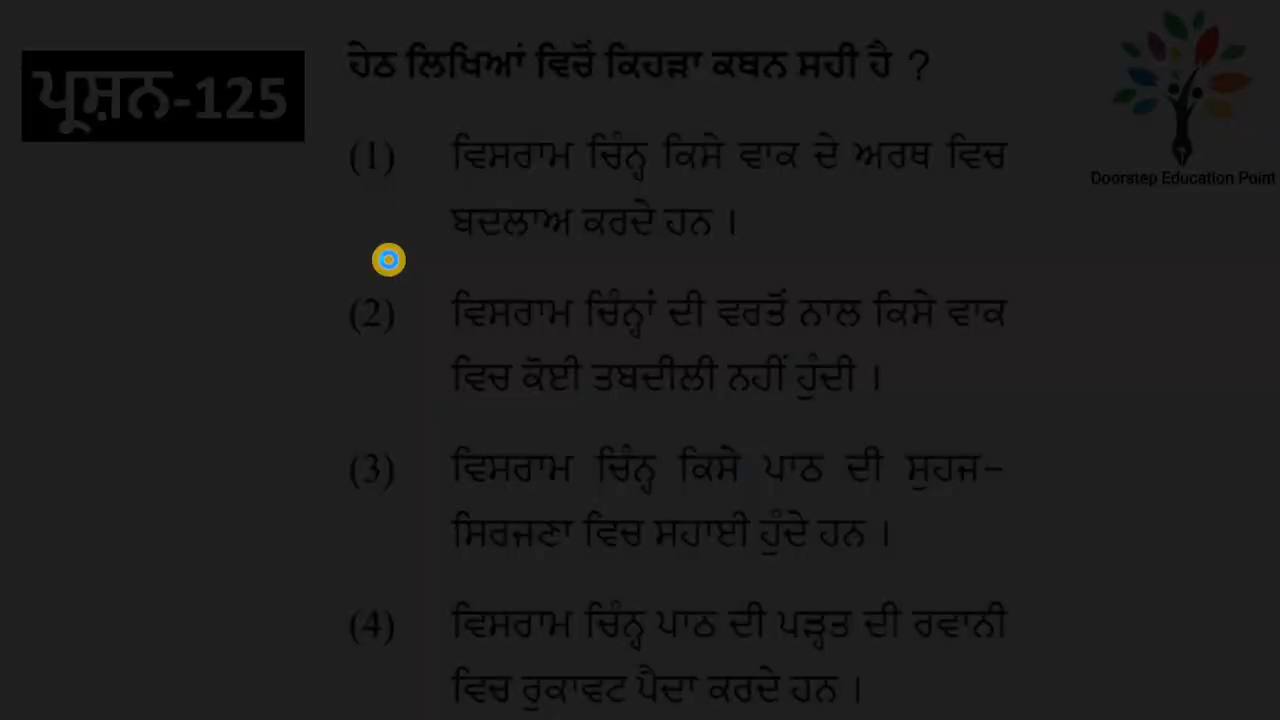 ਪ੍ਰਸ਼ਨ-125
ਹੇਠ ਲਿਖਿਆਂ ਵਿਚੋਂ ਕਿਹੜਾ ਕਥਨ ਸਹੀ ਹੈ ?
(1) ਵਿਸਰਾਮ ਚਿੰਨ੍ਹ ਕਿਸੇ ਵਾਕ ਦੇ ਅਰਥ ਵਿਚ
ਬਦਲਾਅ ਕਰਦੇ ਹਨ ।
(2) ਵਿਸਰਾਮ ਚਿੰਨ੍ਹਾਂ ਦੀ ਵਰਤੋਂ ਨਾਲ ਕਿਸੇ ਵਾਕ
ਵਿਚ ਕੋਈ ਤਬਦੀਲੀ ਨਹੀਂ ਹੁੰਦੀ ।
(3) ਵਿਸਰਾਮ ਚਿੰਨ੍ਹ ਕਿਸੇ ਪਾਠ ਦੀ ਸੁਹਜ-
ਸਿਰਜਣਾ ਵਿਚ ਸਹਾਈ ਹੁੰਦੇ ਹਨ ।
(4) ਵਿਸਰਾਮ ਚਿੰਨ੍ਹ ਪਾਠ ਦੀ ਪੜ੍ਹਤ ਦੀ ਰਵਾਨੀ
ਵਿਚ ਰੁਕਾਵਟ ਪੈਦਾ ਕਰਦੇ ਹਨ ।
Doorstep Education Point